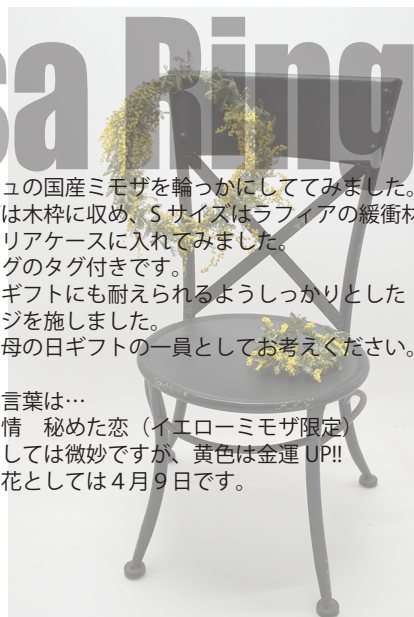 sa Ring
ュの国産ミモザを輪っかにしててみました。
は木枠に収め、Sサイズはラフィアの緩衝材
リアケースに入れてみました。
グのタグ付きです。
ギフトにも耐えられるようしっかりとした
ジを施しました。
母の日ギフトの一員としてお考えください。
言葉は…
情　秘めた恋（イエローミモザ限定）
しては微妙ですが、黄色は金運 UP!!
花としては４月９日です。